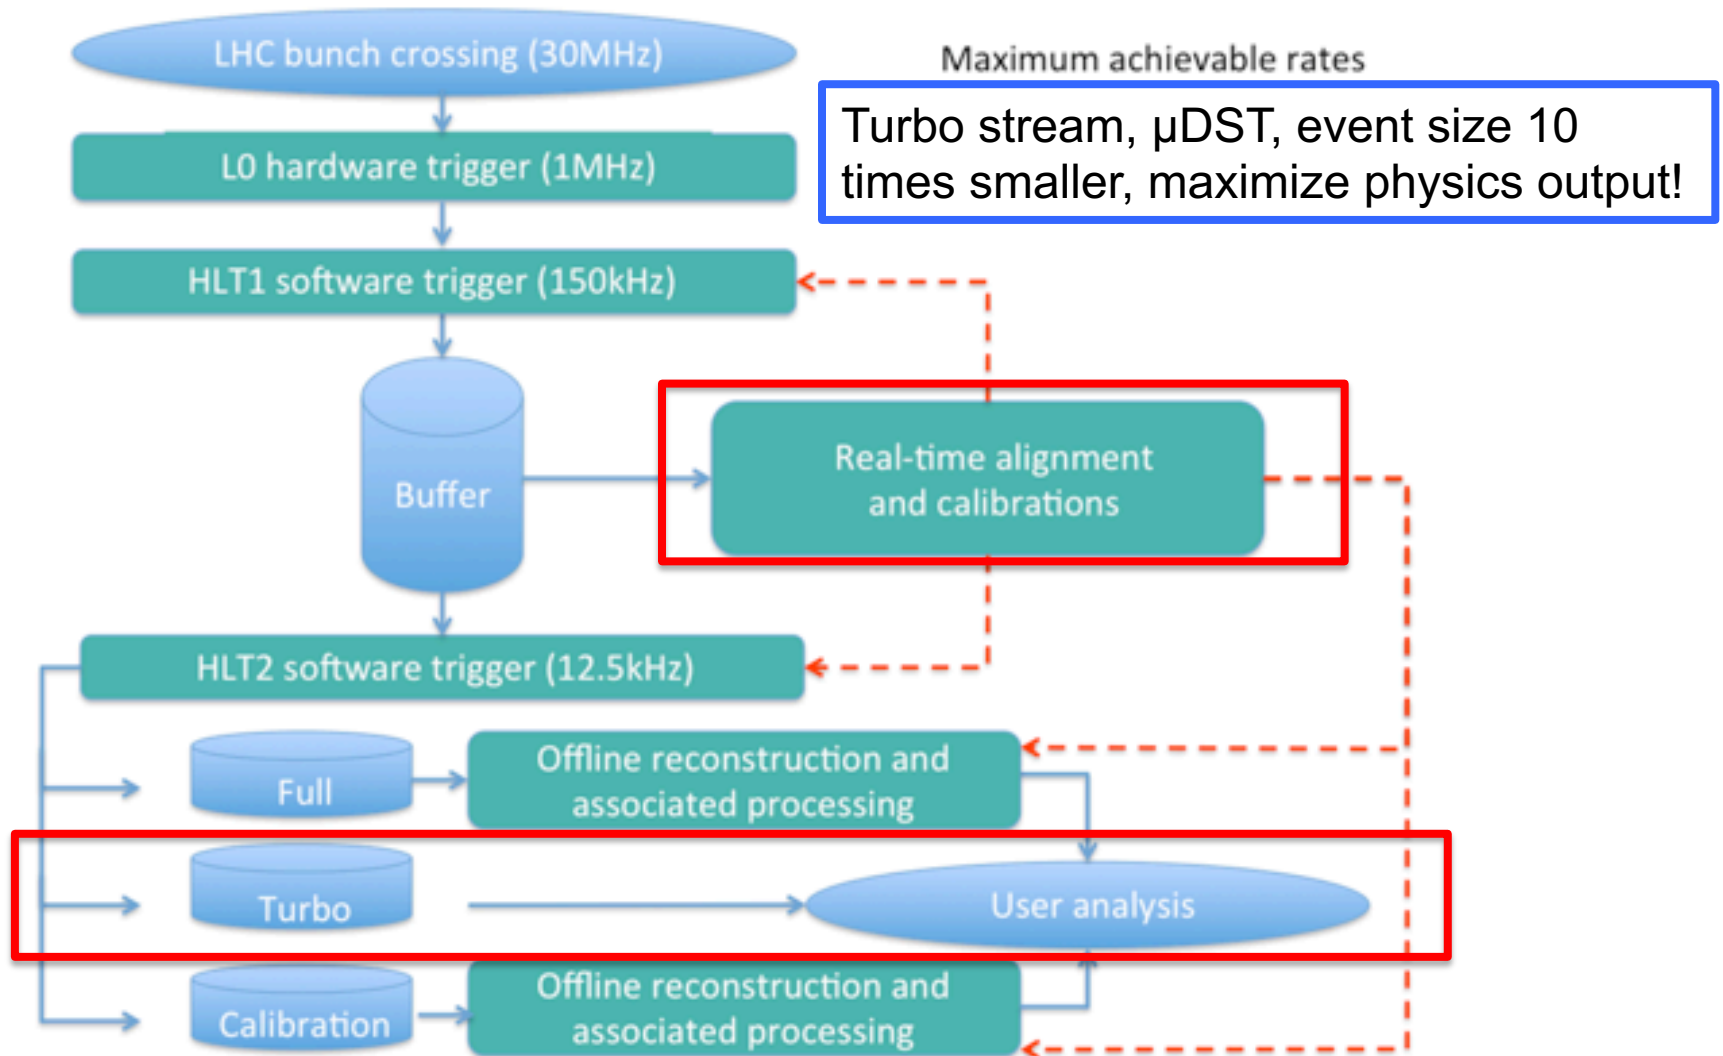 LHC bunch crossing (30MHz)
Maximum achievable rates
Turbo stream, µDST, event size 10
times smaller, maximize physics output!
L0 hardware trigger (1MHz)
HLT1 software trigger (150kHz)
Buffer
Real-time alignment
and calibrations
HLT2 software trigger (12.5kHz)
Full
Offline reconstruction and
associated processing
Turbo
User analysis
Calibration
Offline reconstruction and
associated processing